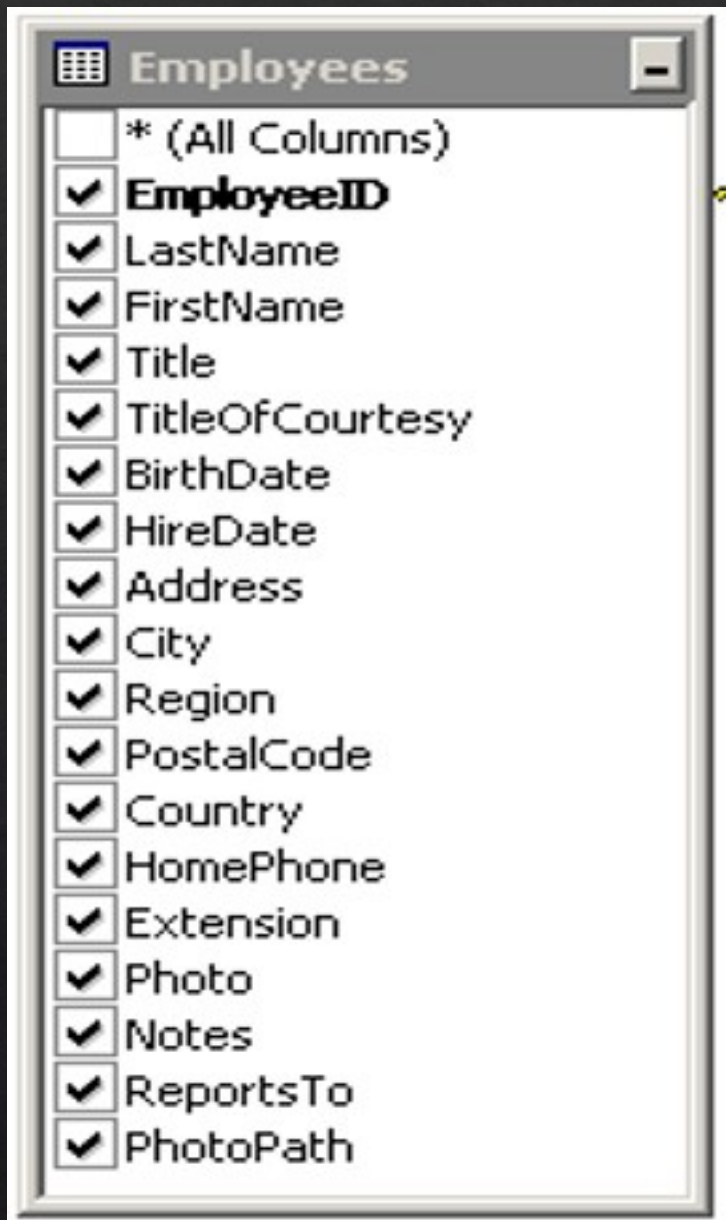 Employees
* (All Columns)
EmployeeID
LastName
FirstName
Title
TitleOfCourtesy
BirthDate
HireDate
Address
City
Region
PostalCode
Country
HomePhone
Extension
Photo
Notes
ReportsTo
PhotoPath